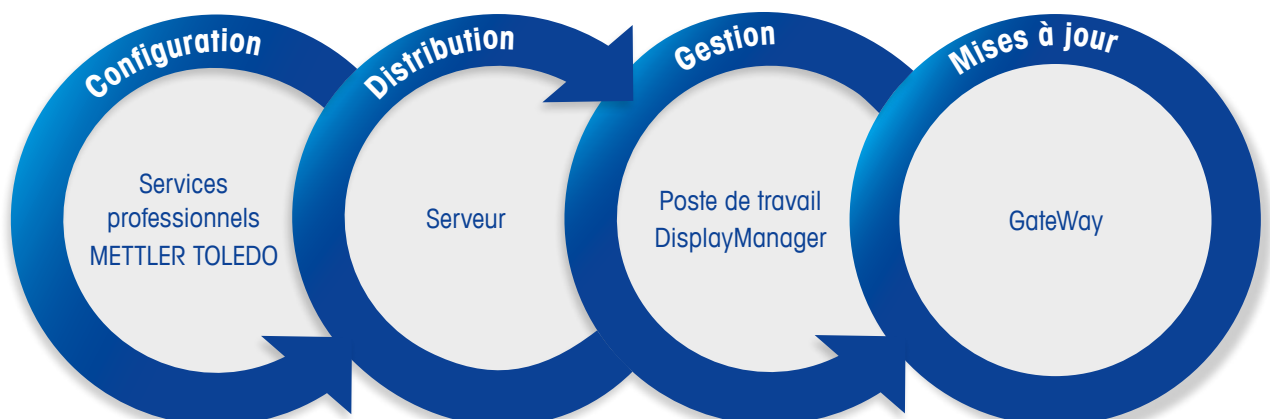 Configuration
Services
professionnels
METTLER TOLEDO
Distribution
Serveur
Gestion
Poste de travail
DisplayManager
Mises à jour
GateWay